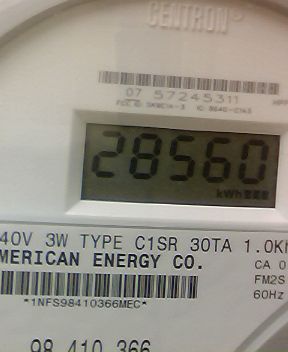 CENTRON®
07 57245311
28560
kWh
40V 3W TYPE C1SR 30TA 1.0Kh
MERICAN ENERGY CO.
CA 0
FM2S
*1NFS98410366MEC*
60Hz
98 410 366